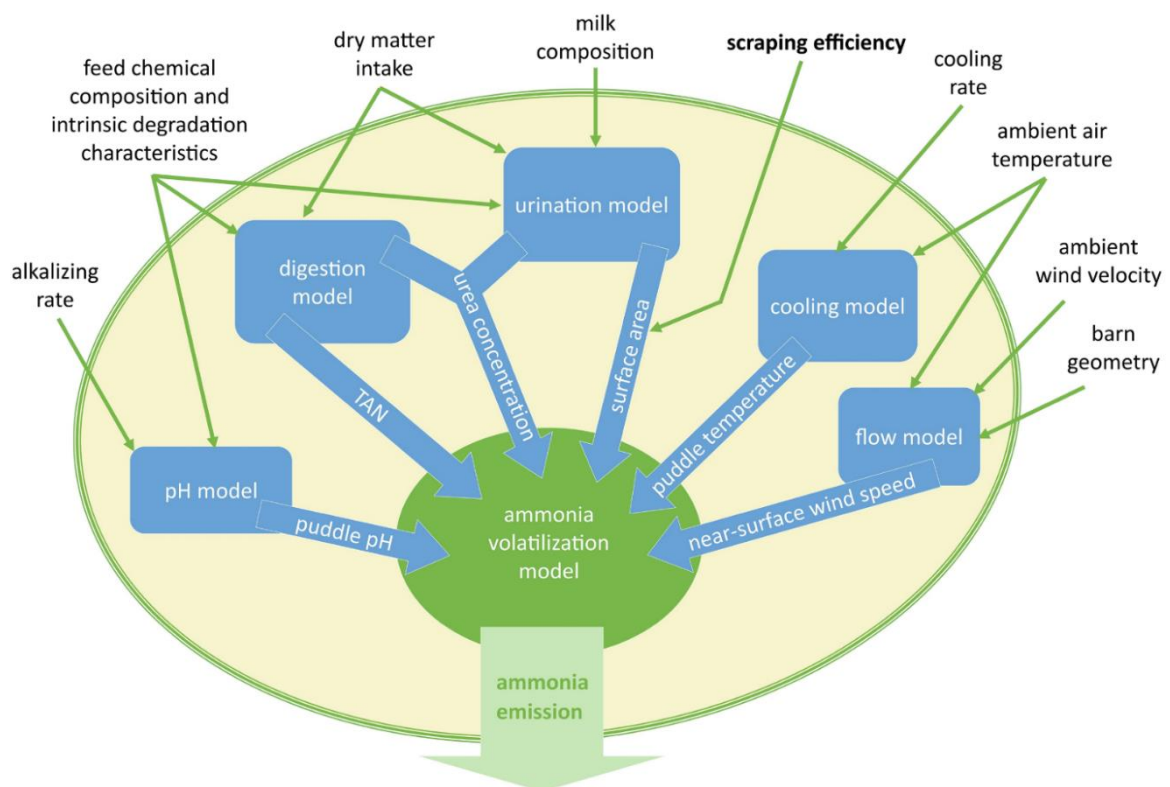 milk
composition
dry matter
intake
scraping efficiency
cooling
rate
feed chemical
composition and
intrinsic degradation
characteristics
ambient air
temperature
urination model
ambient
wind velocity
alkalizing
rate
digestion
model
cooling model
barn
geometry
urea concentration
surface area
TAN
puddle temperature
flow model
pH model
near-surface wind speed
puddle pH
ammonia
volatilization
model
ammonia
emission